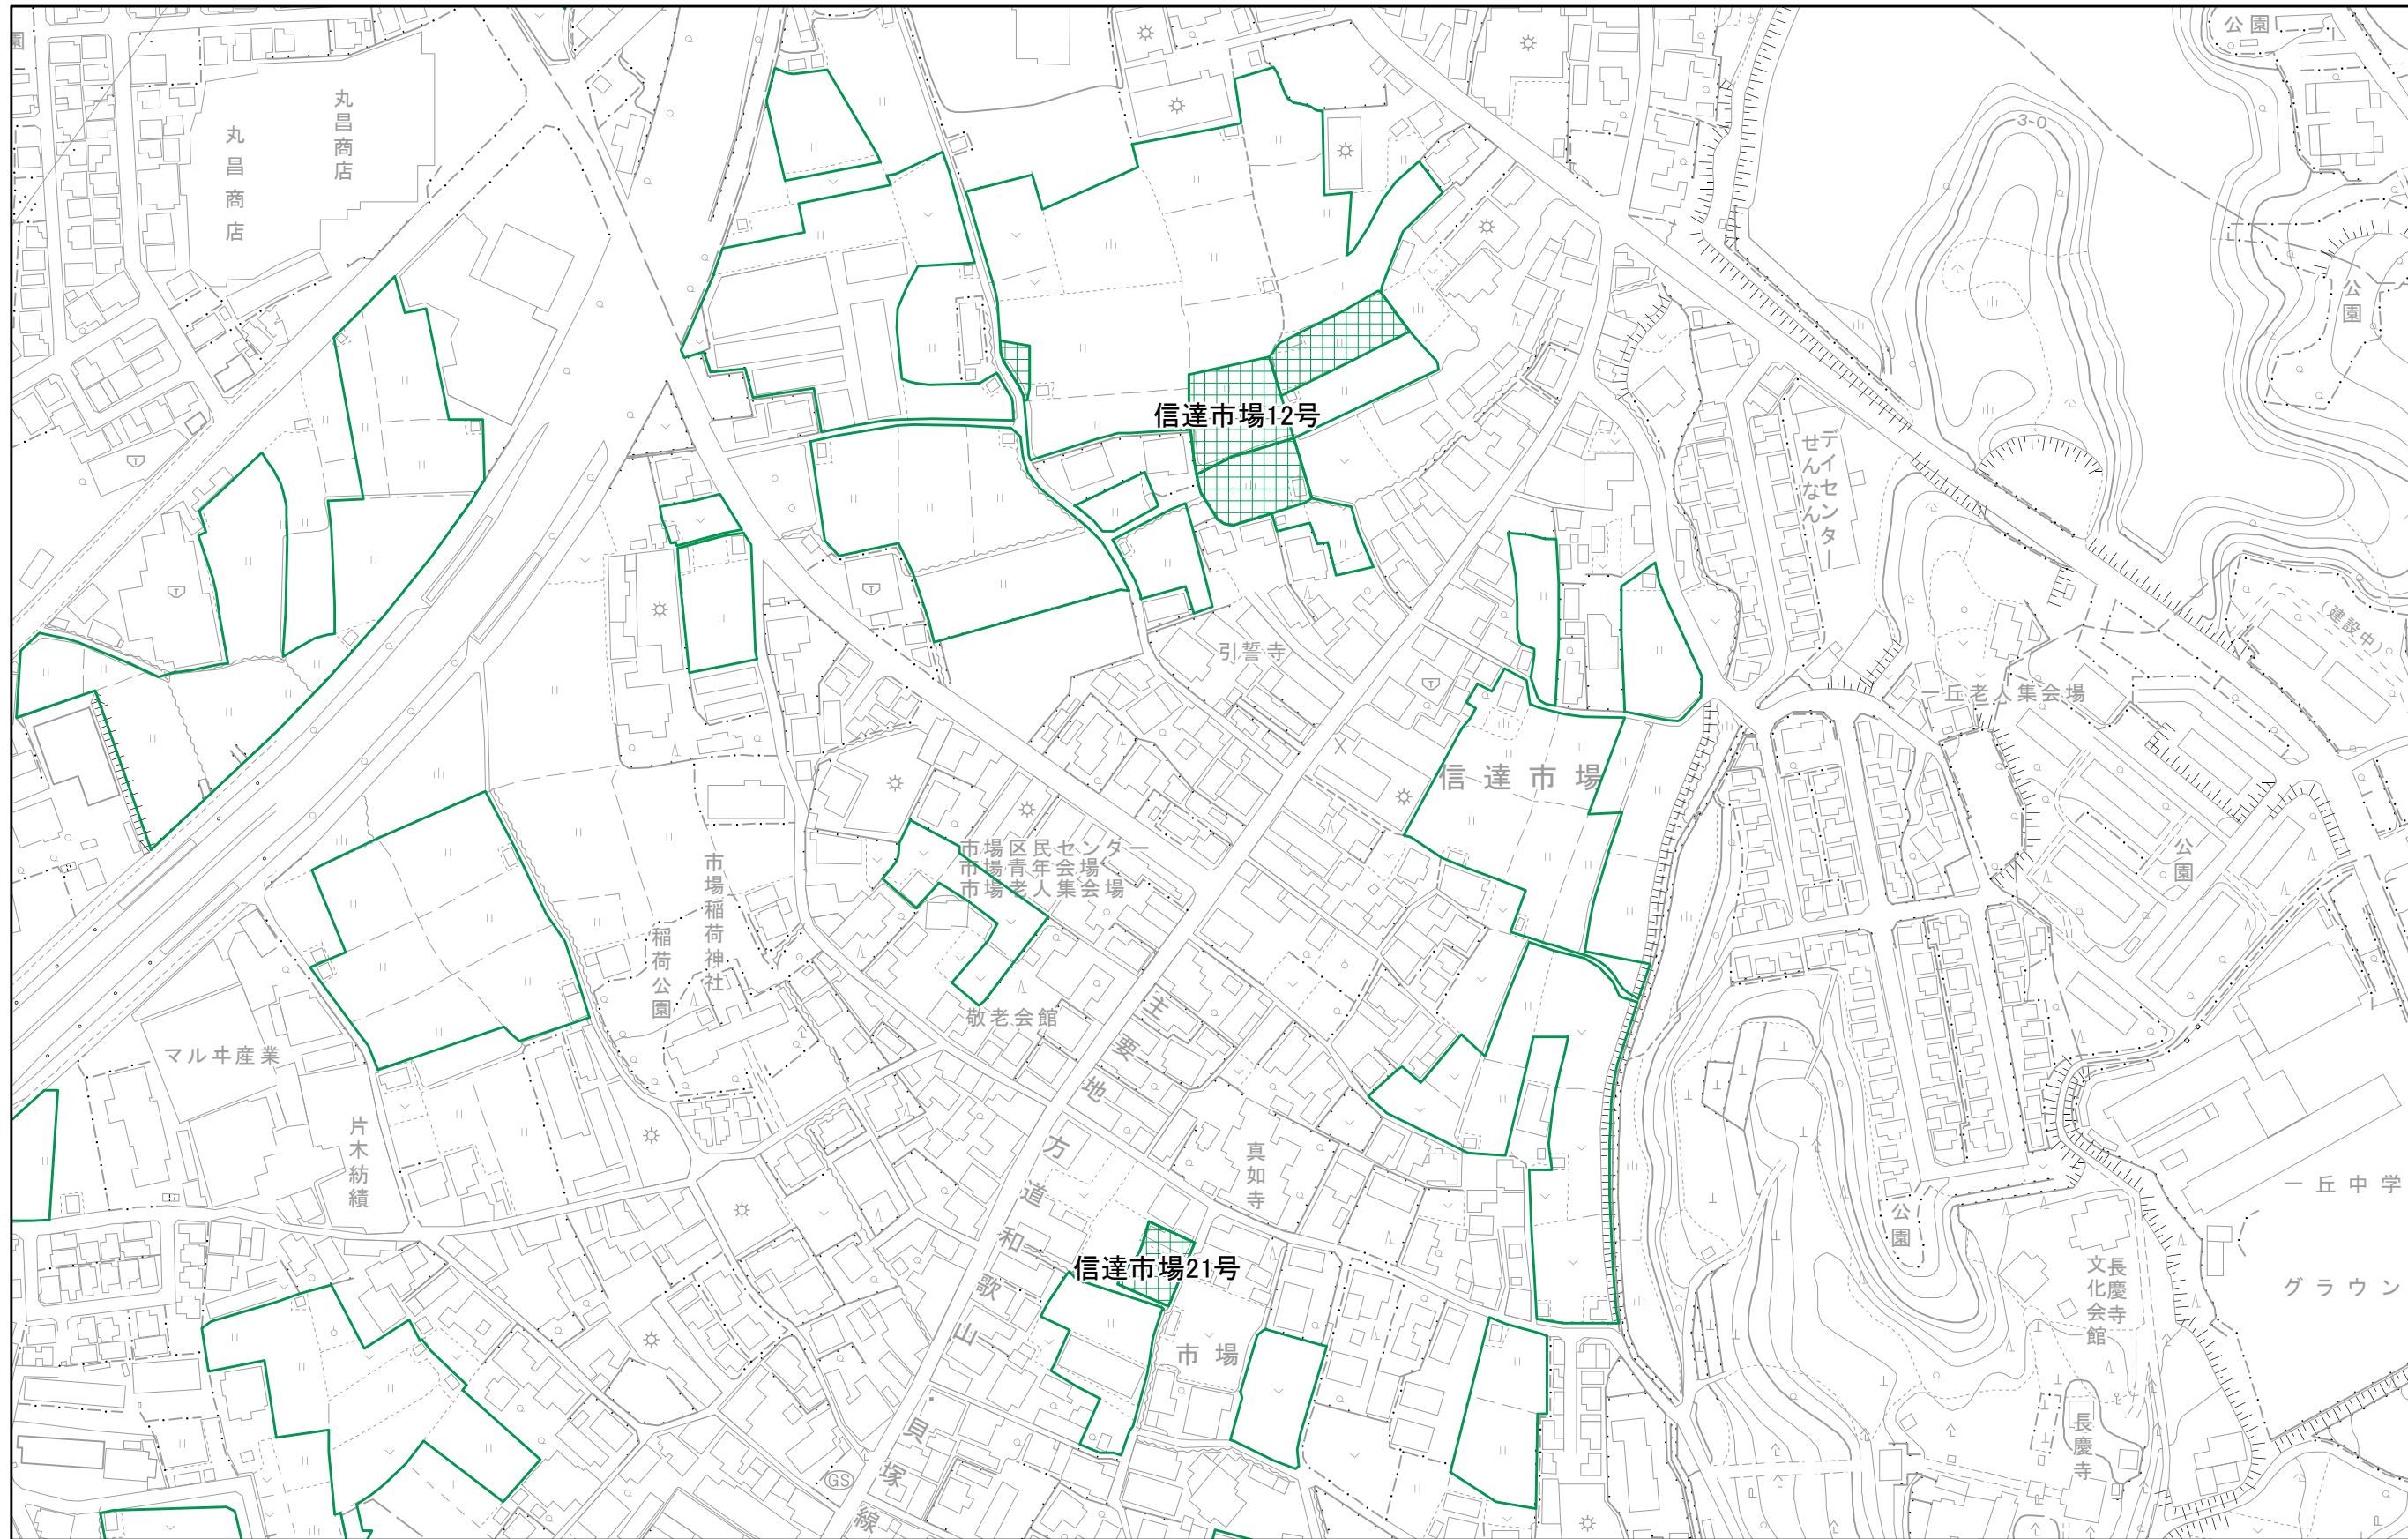 公園
園
丸昌商店
丸昌商店
3-0
公園
信達市場12号
デイセンター
せんなん
（建設中）
引誓寺
一丘老人集会場
信達市場
市場区民センター
市場青年会場
市場老人集会場
市場稲荷神社
稲荷公園
公園
敬老会館
マルヰ産業
片木紡績
主要地方道和歌山貝塚線
真如寺
一丘中学
公園
信達市場21号
長慶寺
文化会館
グラウン
市場
長慶寺
GS